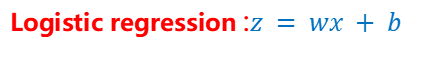 Logistic regression :z = wx + b